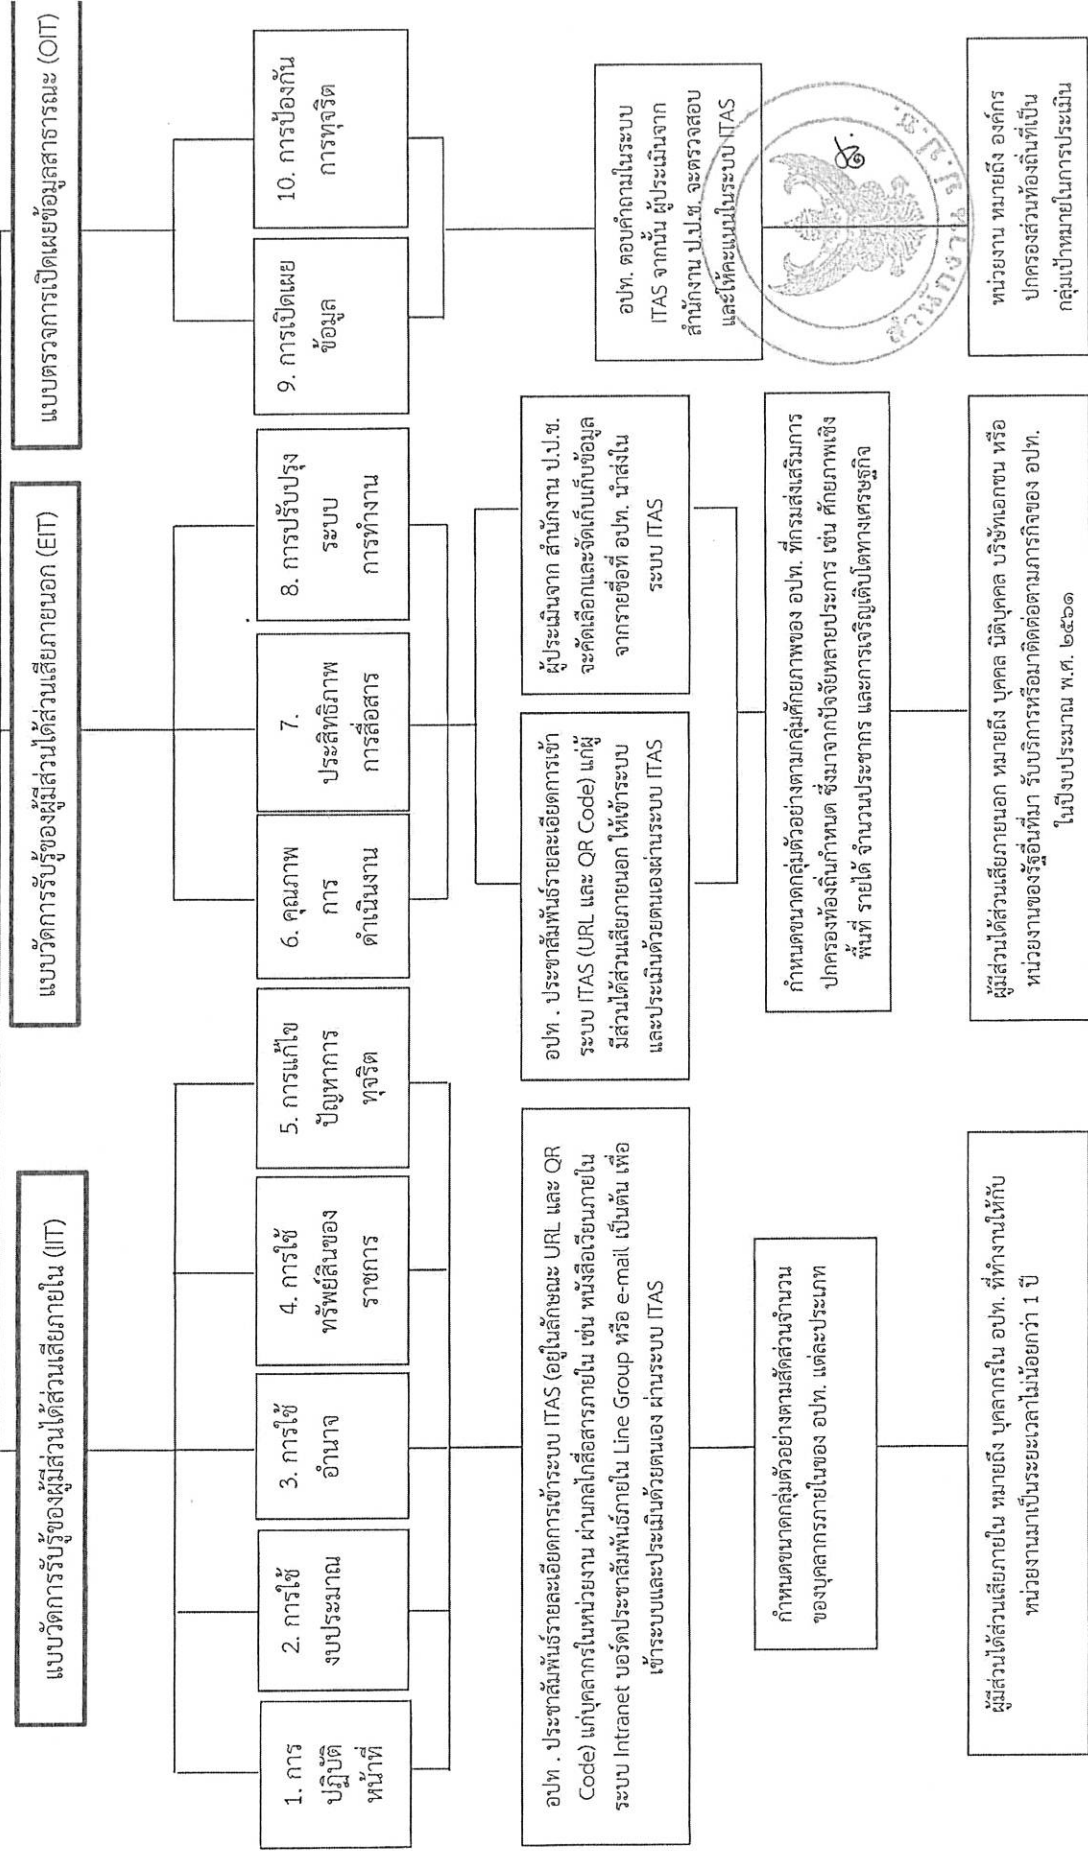 แบบวัดการรับรู้ของผู้มีส่วนได้ส่วนเสียภายใน (IIT)
1. การ
ปฏิบัติ
หน้าที่
2. การใช้
งบประมาณ
3. การใช้
อำนาจ
4. การใช้
ทรัพย์สินของ
ราชการ
5. การแก้ไข
ปัญหาการ
ทุจริต
อปท . ประชาสัมพันธ์รายละเอียดการเข้าระบบ ITAS (อยู่ในลักษณะ URL และ QR
Code) แก่บุคลากรในหน่วยงาน ผ่านกลไกสื่อสารภายใน เช่น หนังสือเวียนภายใน
ระบบ Intranet บอร์ดประชาสัมพันธ์ภายใน Line Group หรือ e-mail เป็นต้น เพื่อ
เข้าระบบและประเมินด้วยตนเอง ผ่านระบบ ITAS
กำหนดขนาดกลุ่มตัวอย่างตามสัดส่วนจำนวน
ของบุคลากรภายในของ อปท. แต่ละประเภท
ผู้มีส่วนได้ส่วนเสียภายใน หมายถึง บุคลากรใน อปท. ที่ทำงานให้กับ
หน่วยงานมาเป็นระยะเวลาไม่น้อยกว่า 1 ปี
แบบวัดการรับรู้ของผู้มีส่วนได้ส่วนเสียภายนอก (EIT)
6. คุณภาพ
การ
ดำเนินงาน
7.
ประสิทธิภาพ
การสื่อสาร
8. การปรับปรุง
ระบบ
การทำงาน
อปท . ประชาสัมพันธ์รายละเอียดการเข้า
ระบบ ITAS (URL และ QR Code) แก่ผู้
มีส่วนได้ส่วนเสียภายนอก ให้เข้าระบบ
และประเมินด้วยตนเองผ่านระบบ ITAS
ผู้ประเมินจาก สำนักงาน ป.ป.ช.
จะคัดเลือกและจัดเก็บเก็บข้อมูล
จากรายชื่อที่ อปท. นำส่งใน
ระบบ ITAS
กำหนดขนาดกลุ่มตัวอย่างตามกลุ่มศักยภาพของ อปท. ที่กรมส่งเสริมการ
ปกครองท้องถิ่นกำหนด ซึ่งมาจากปัจจัยหลายประการ เช่น ศักยภาพเชิง
พื้นที่ รายได้ จำนวนประชากร และการเจริญเติบโตทางเศรษฐกิจ
ผู้มีส่วนได้ส่วนเสียภายนอก หมายถึง บุคคล นิติบุคคล บริษัทเอกชน หรือ
หน่วยงานของรัฐอื่นที่มา รับบริการหรือมาติดต่อตามภารกิจของ อปท.
ในปีงบประมาณ พ.ศ. ๒๕๖๑
แบบตรวจการเปิดเผยข้อมูลสาธารณะ (OIT)
9. การเปิดเผย
ข้อมูล
10. การป้องกัน
การทุจริต
อปท. ตอบคำถามในระบบ
ITAS จากนั้น ผู้ประเมินจาก
สำนักงาน ป.ป.ช. จะตรวจสอบ
และให้คะแนนในระบบ ITAS
สำนักงาน ป.ป.ช.
หน่วยงาน หมายถึง องค์กร
ปกครองส่วนท้องถิ่นที่เป็น
กลุ่มเป้าหมายในการประเมิน